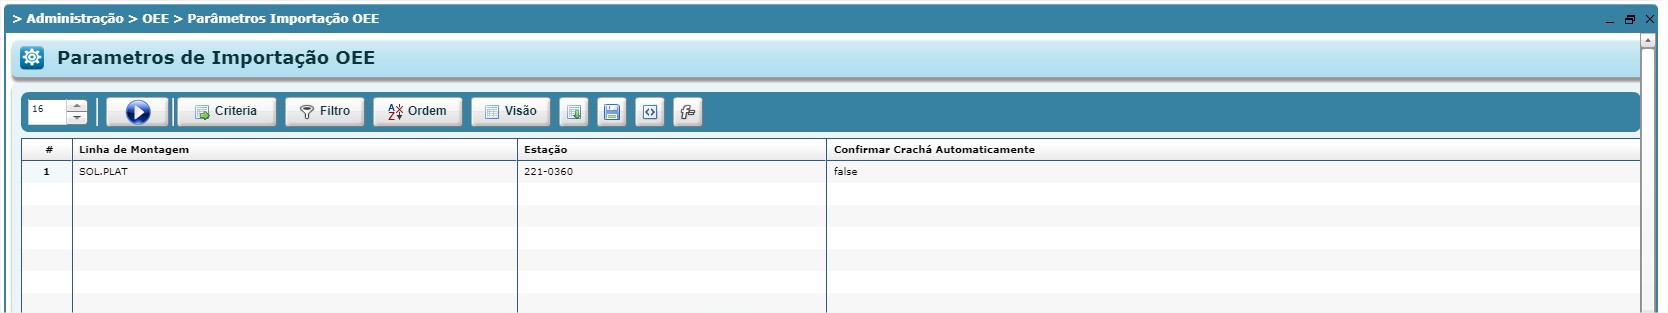 > Administração > OEE > Parâmetros Importação OEE
Parametros de Importação OEE
16 Criteria Filtro Ordem Visão
# Linha de Montagem Estação Confirmar Crachá Automaticamente
1 SOL.PLAT 221-0360 false